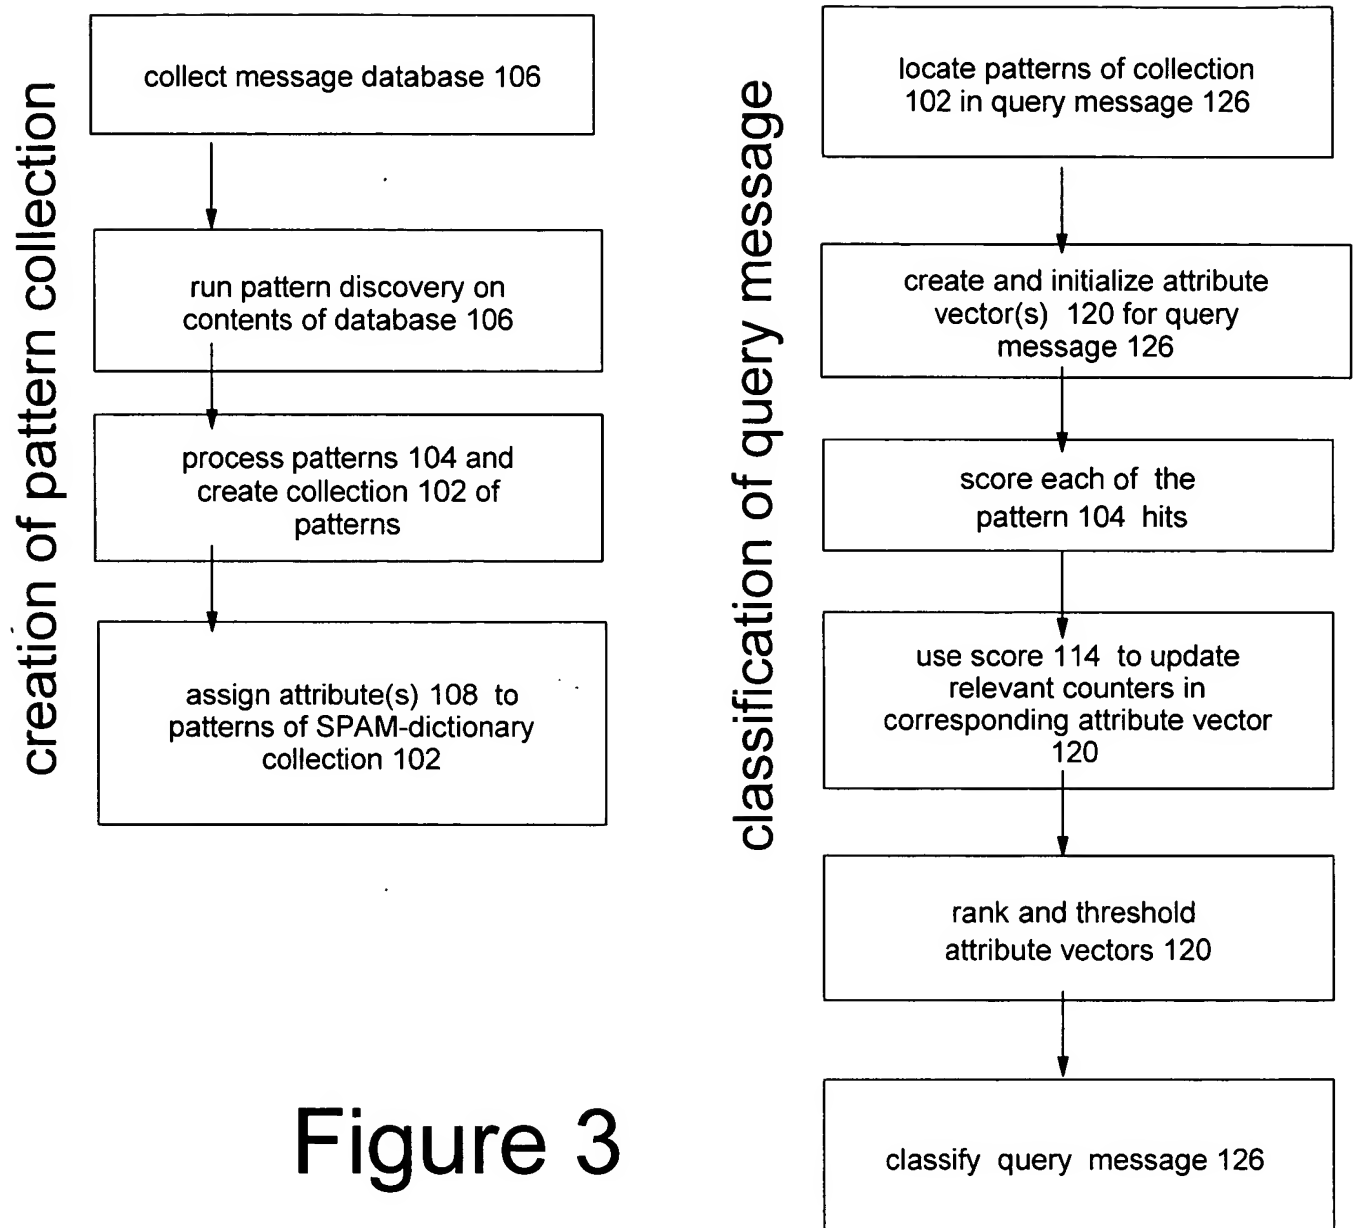 creation of pattern collection
collect message database 106
run pattern discovery on
contents of database 106
process patterns 104 and
create collection 102 of
patterns
assign attribute(s) 108 to
patterns of SPAM-dictionary
collection 102
classification of query message
locate patterns of collection
102 in query message 126
create and initialize attribute
vector(s) 120 for query
message 126
score each of the
pattern 104 hits
use score 114 to update
relevant counters in
corresponding attribute vector
120
rank and threshold
attribute vectors 120
classify query message 126
Figure 3